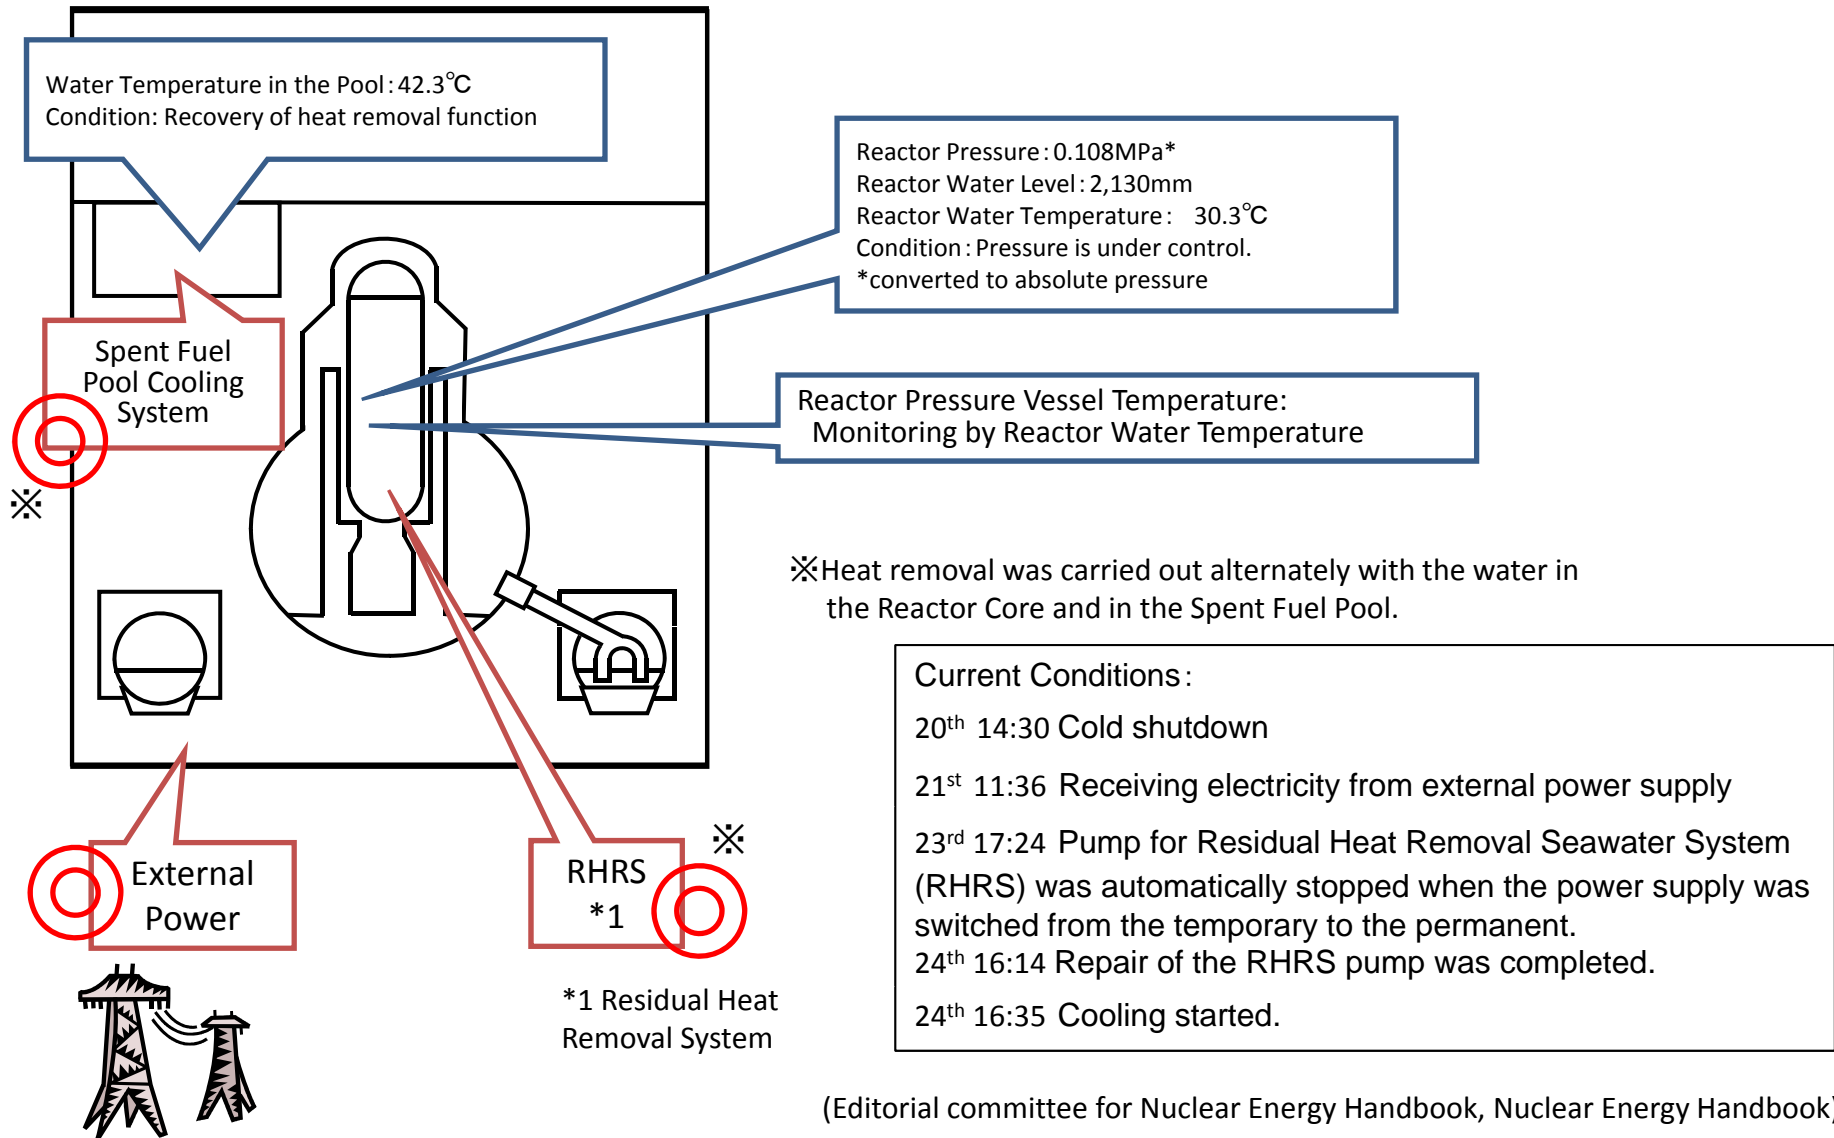 Water Temperature in the Pool：42.3℃
Condition: Recovery of heat removal function
Reactor Pressure：0.108MPa*
Reactor Water Level：2,130mm
Reactor Water Temperature： 30.3℃
Condition：Pressure is under control.
*converted to absolute pressure
Spent Fuel
Pool Cooling
System
※
Reactor Pressure Vessel Temperature:
Monitoring by Reactor Water Temperature
※Heat removal was carried out alternately with the water in
the Reactor Core and in the Spent Fuel Pool.
Current Conditions：
20th 14:30 Cold shutdown
21st 11:36 Receiving electricity from external power supply
23rd 17:24 Pump for Residual Heat Removal Seawater System
(RHRS) was automatically stopped when the power supply was
switched from the temporary to the permanent.
24th 16:14 Repair of the RHRS pump was completed.
24th 16:35 Cooling started.
External
Power
※
RHRS
*1
*1 Residual Heat
Removal System
(Editorial committee for Nuclear Energy Handbook, Nuclear Energy Handbook)